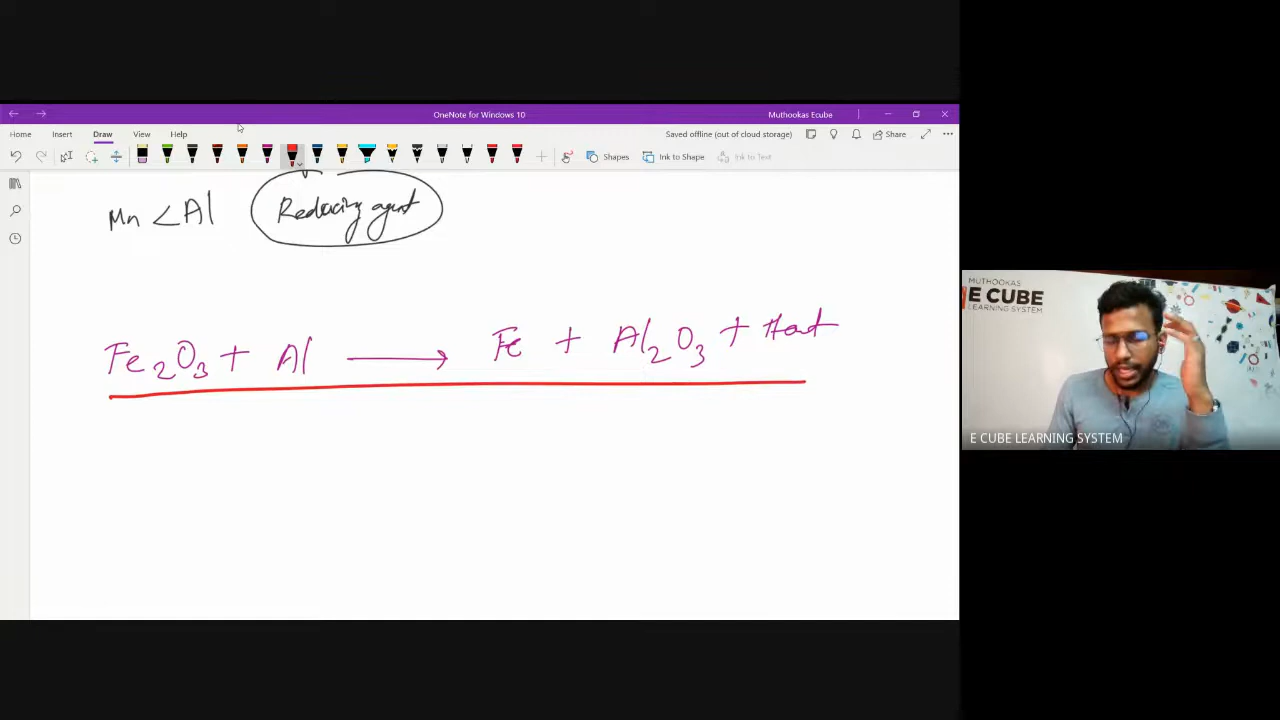 OneNote for Windows 10
Muthookas Ecube
Home Insert Draw View Help
Saved offline (out of cloud storage)
Share
Shapes
Ink to Shape
Ink to Text
Mn < Al
Reducing agent
Fe2O3 + Al → Fe + Al2O3 + Heat
MUTHOOKAS
E CUBE
LEARNING SYSTEM
E CUBE LEARNING SYSTEM